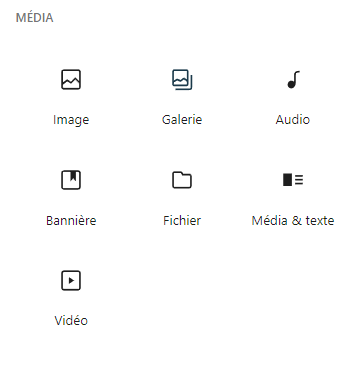 MÉDIA
Image
Galerie
Audio
Bannière
Fichier
Média & texte
Vidéo